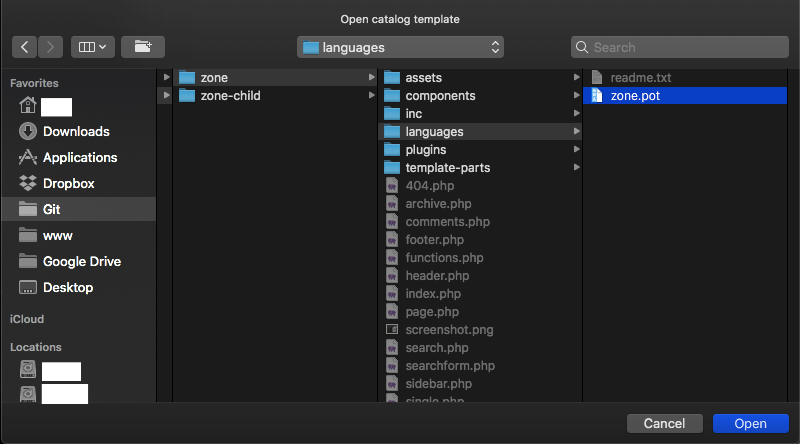 Open catalog template
languages
Search
Favorites
Downloads
Applications
Dropbox
Git
www
Google Drive
Desktop
iCloud
Locations
zone
zone-child
assets
components
inc
languages
plugins
template-parts
404.php
archive.php
comments.php
footer.php
functions.php
header.php
index.php
page.php
screenshot.png
search.php
searchform.php
sidebar.php
single.php
readme.txt
zone.pot
Cancel
Open